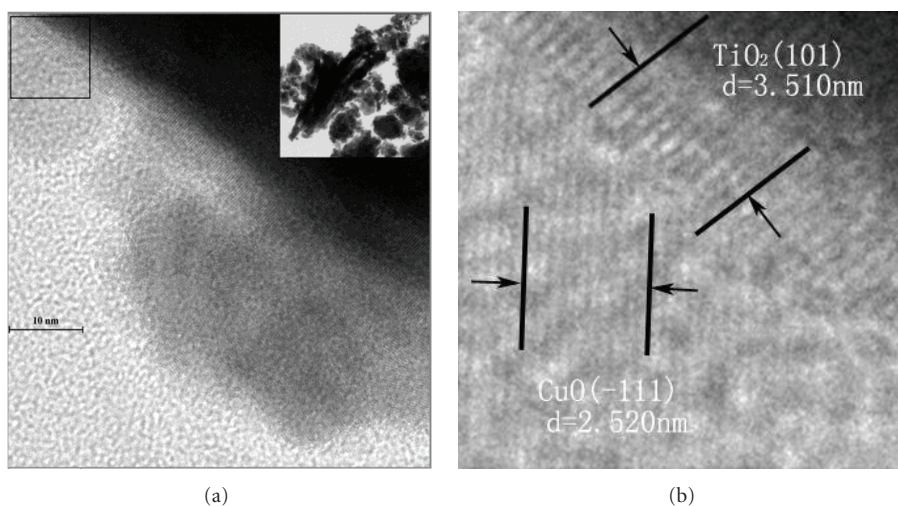 10 nm
TiO₂(101)
d=3.510nm
CuO(-111)
d=2.520nm
(a)
(b)